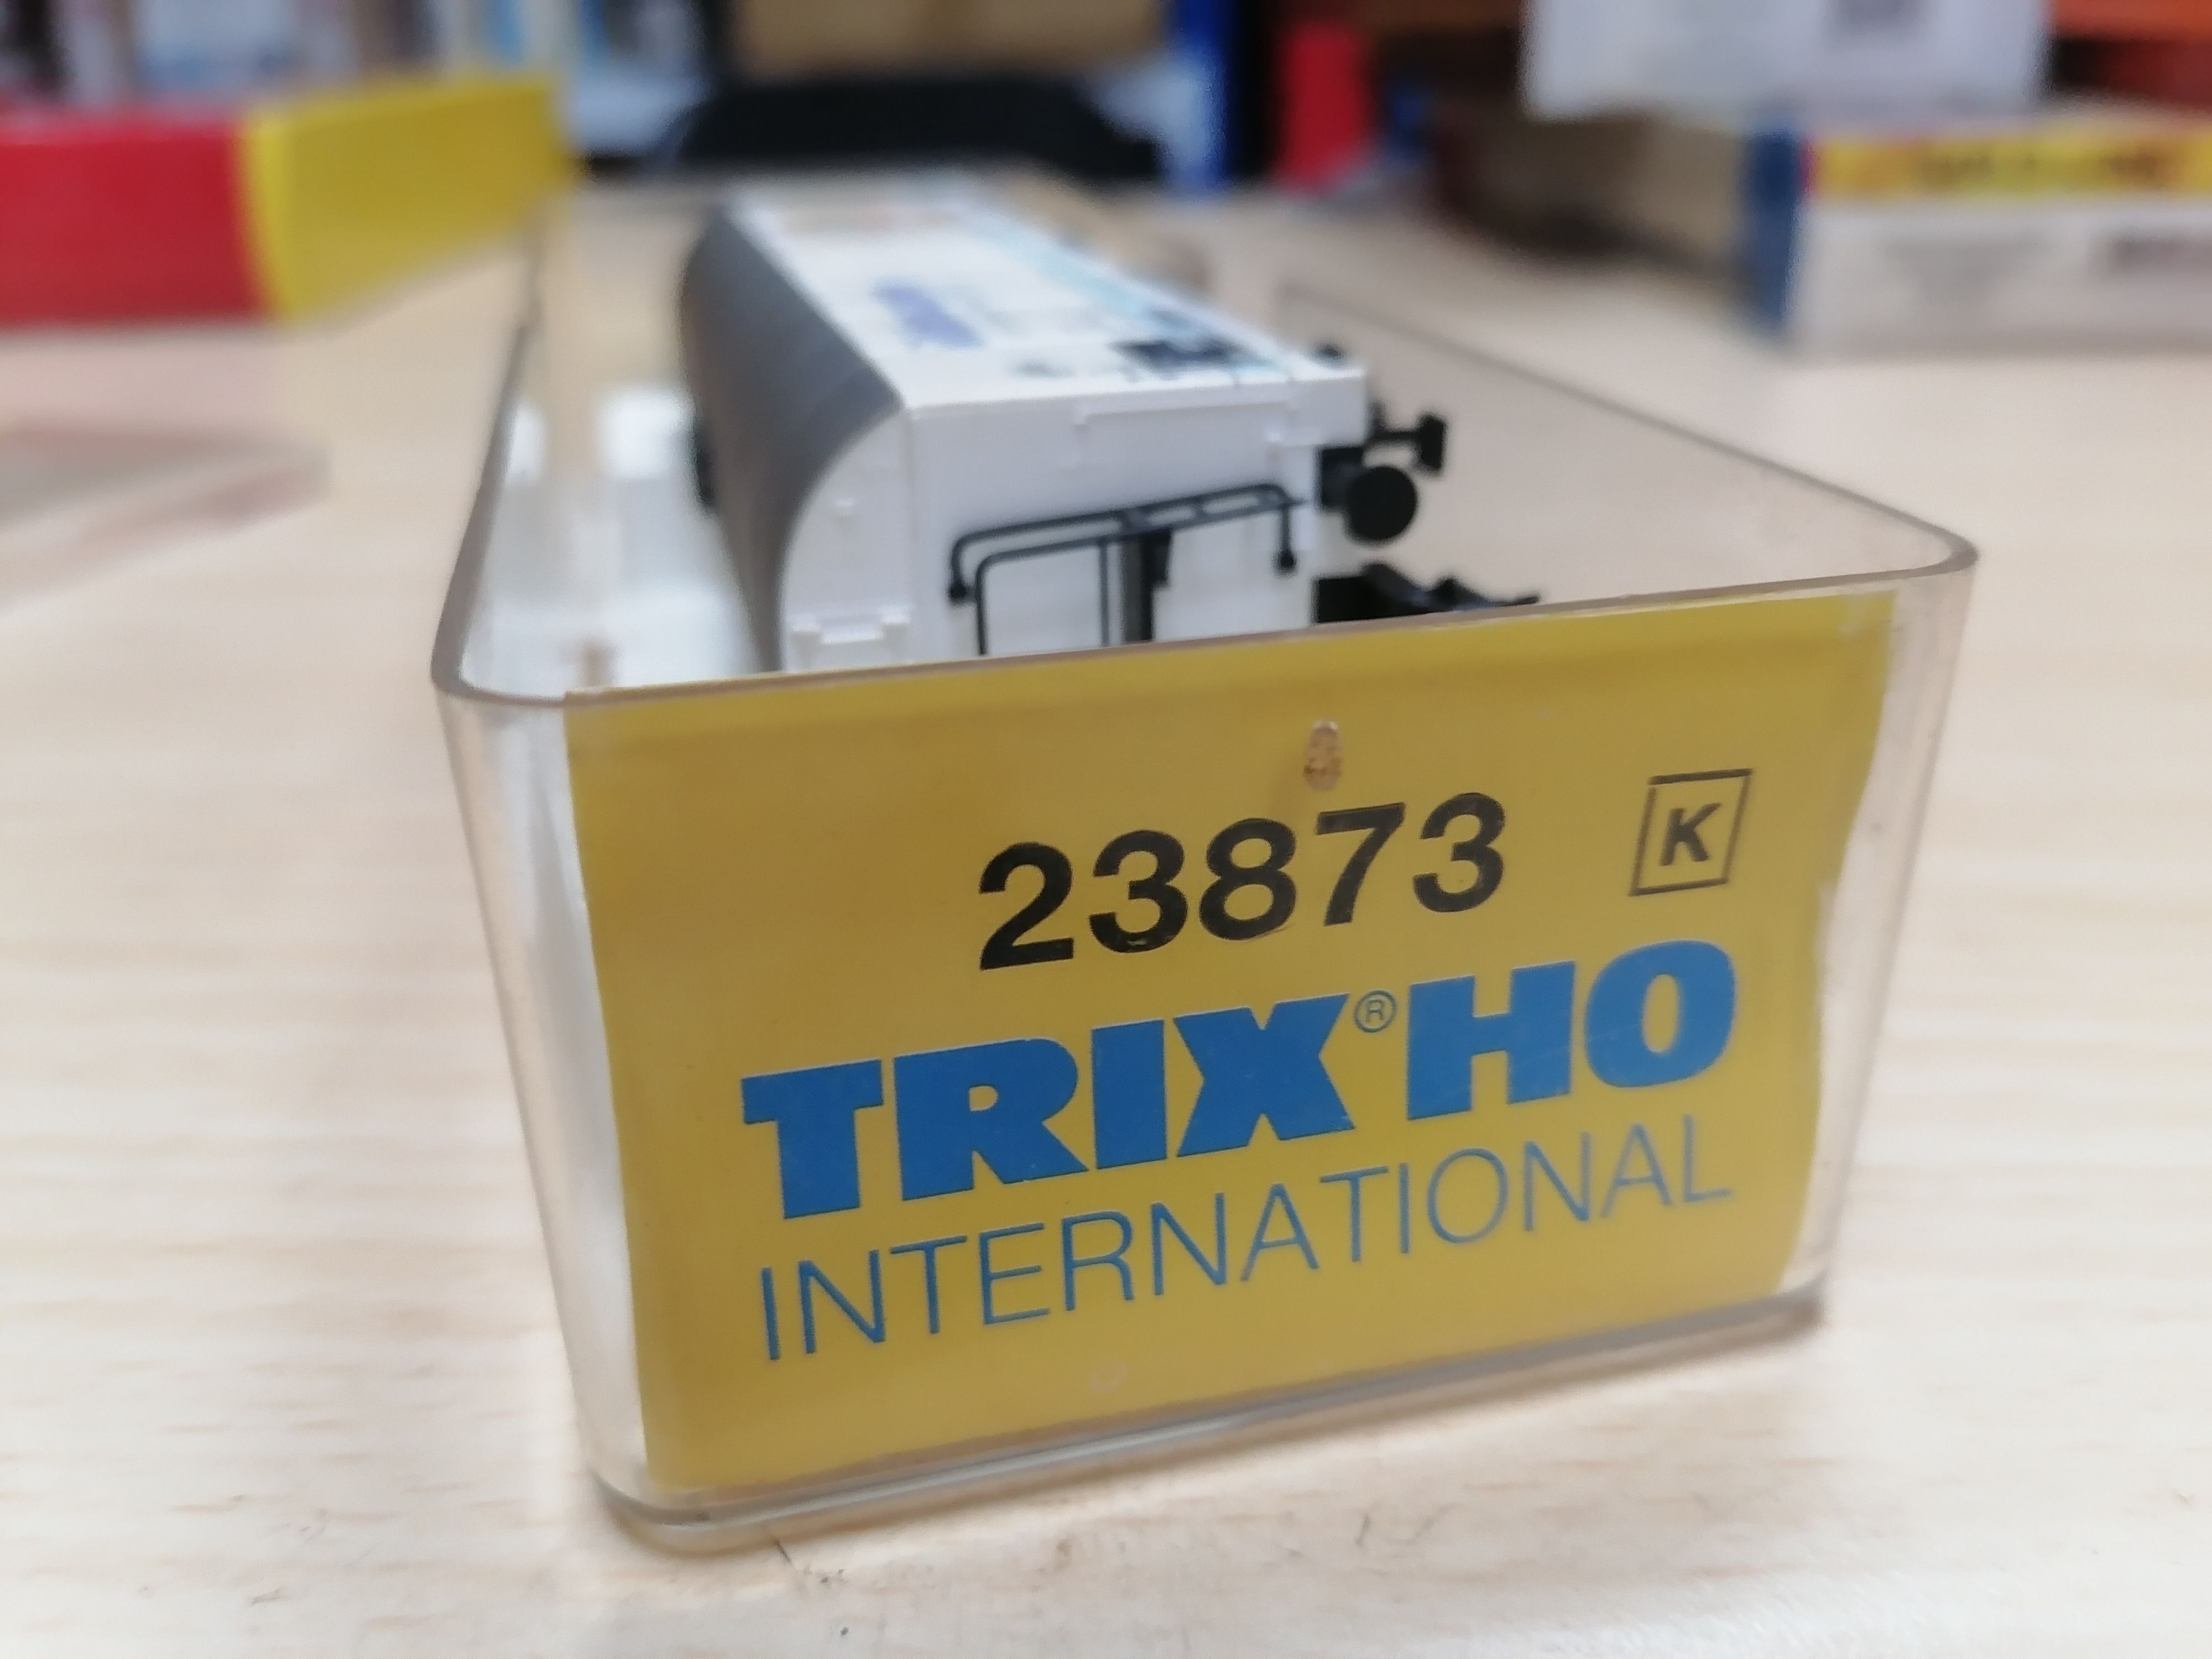 23873 K
TRIX® HO
INTERNATIONAL